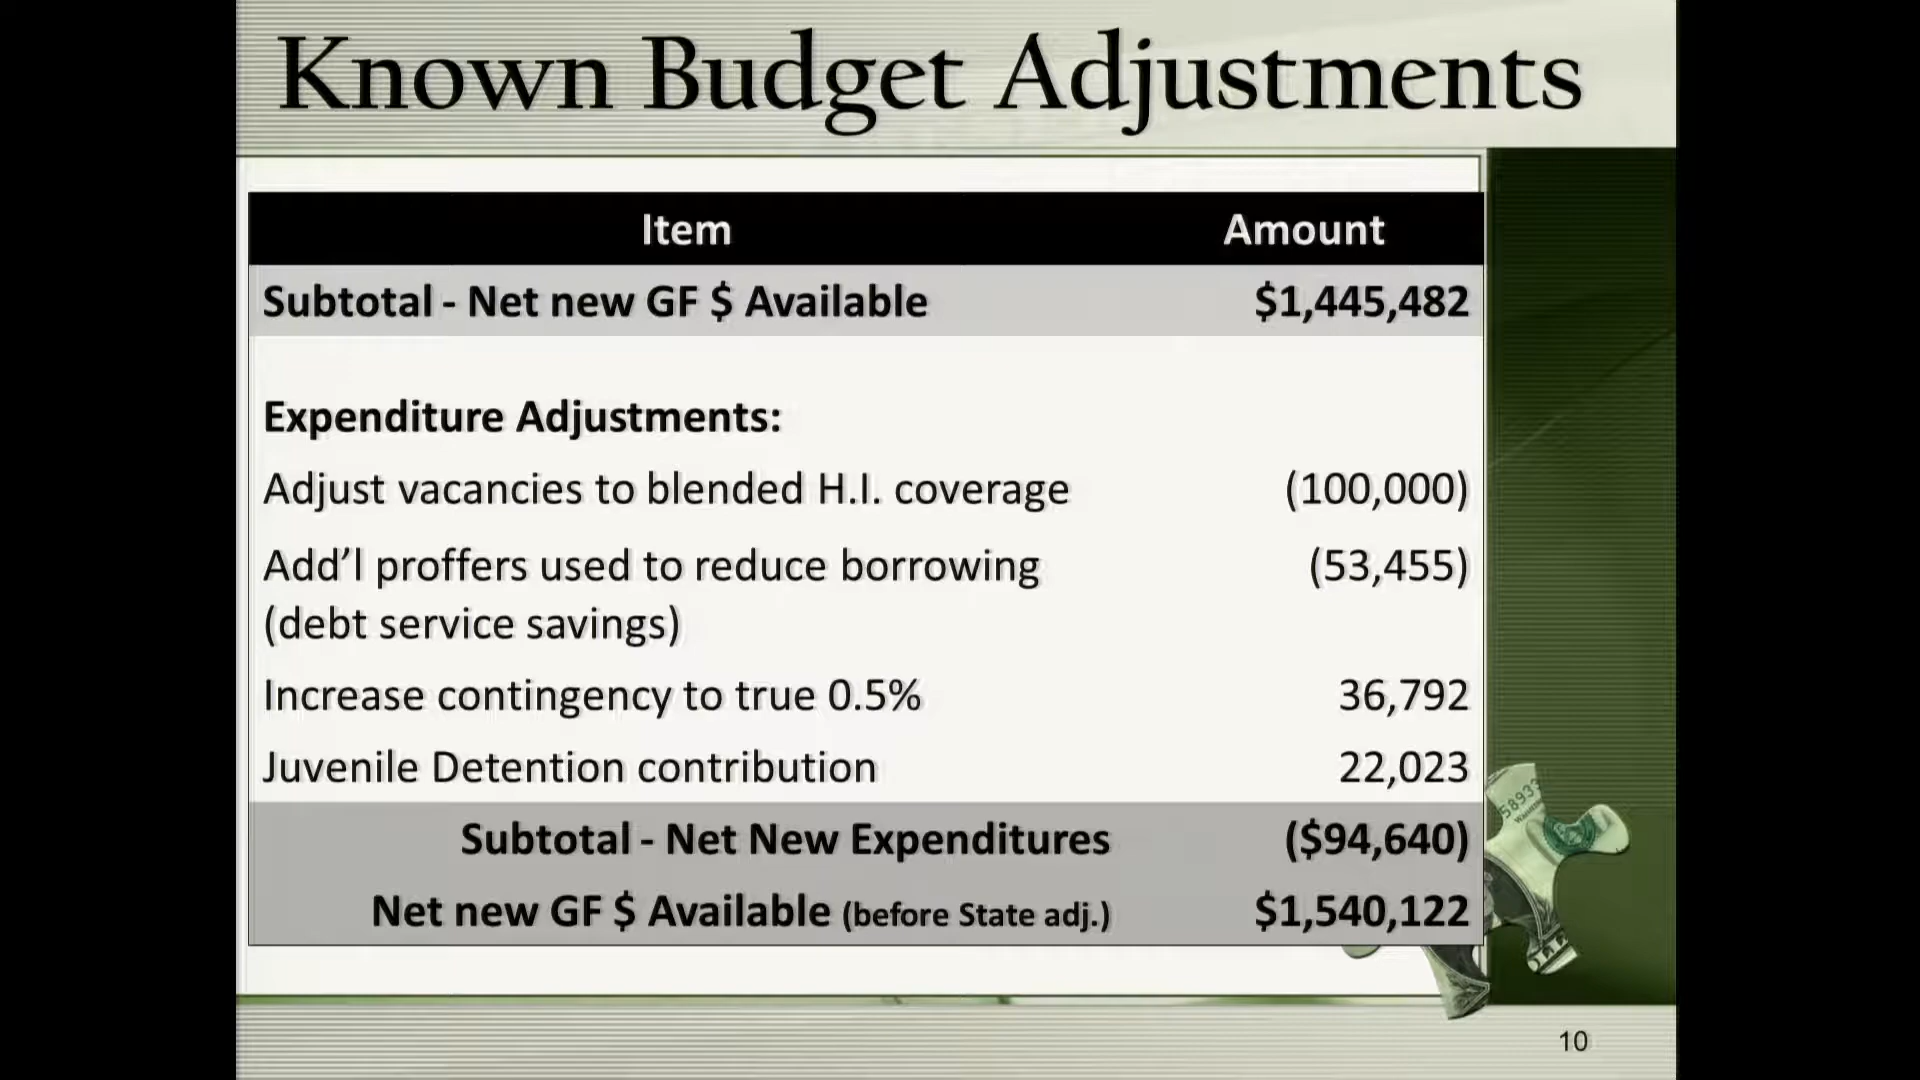 Known Budget Adjustments
Item Amount
Subtotal - Net new GF $ Available $1,445,482
Expenditure Adjustments:
Adjust vacancies to blended H.I. coverage (100,000)
Add’l proffers used to reduce borrowing (53,455)
(debt service savings)
Increase contingency to true 0.5% 36,792
Juvenile Detention contribution 22,023
Subtotal - Net New Expenditures ($94,640)
Net new GF $ Available (before State adj.) $1,540,122
10